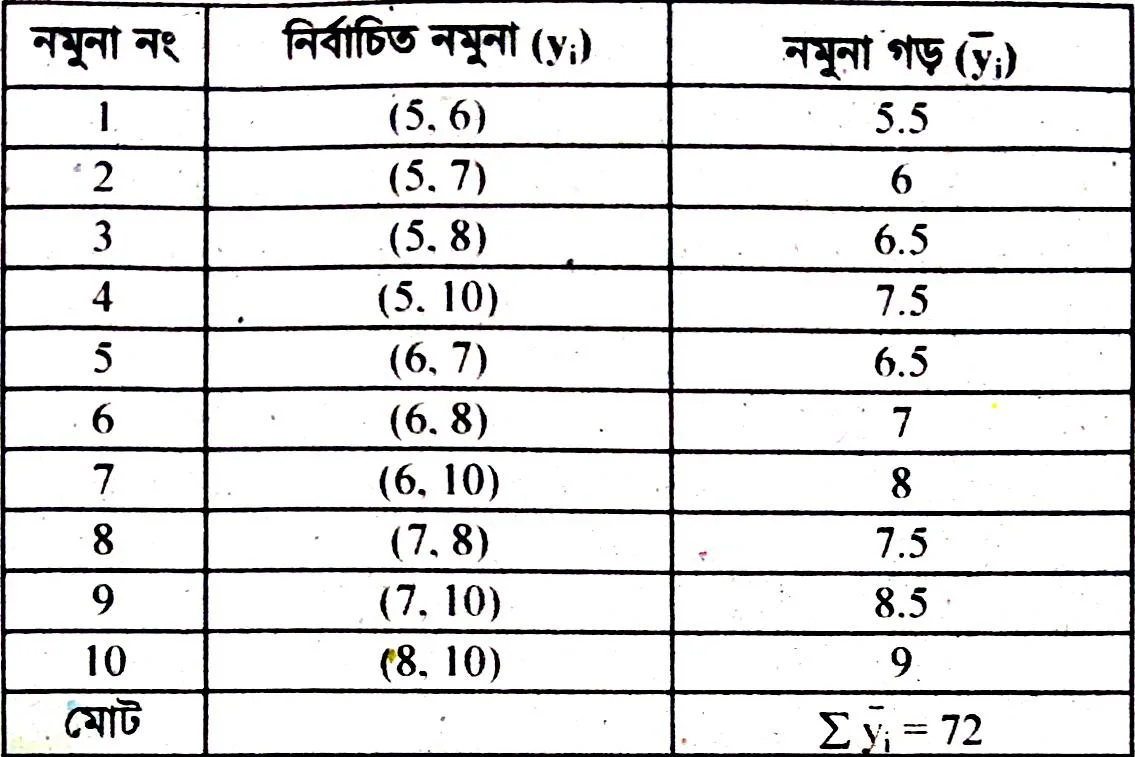 নমুনা নং নির্বাচিত নমুনা (yᵢ) নমুনা গড় (ȳᵢ)
1 (5, 6) 5.5
2 (5, 7) 6
3 (5, 8) 6.5
4 (5, 10) 7.5
5 (6, 7) 6.5
6 (6, 8) 7
7 (6, 10) 8
8 (7, 8) 7.5
9 (7, 10) 8.5
10 (8, 10) 9
মোট ∑ ȳᵢ = 72